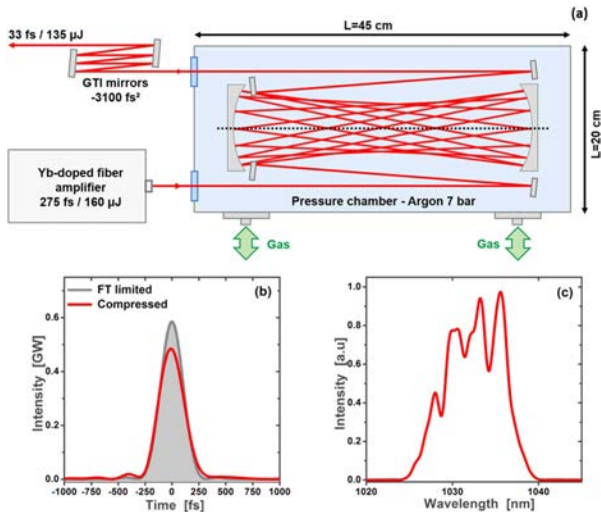 (a)
33 fs / 135 µJ
GTI mirrors
-3100 fs²
L=45 cm
L=20 cm
Yb-doped fiber
amplifier
275 fs / 160 µJ
Pressure chamber - Argon 7 bar
Gas
Gas
(b)
FT limited
Compressed
Intensity [GW]
0.6
0.4
0.2
0.0
-1000 -750 -500 -250 0 250 500 750 1000
Time [fs]
(c)
Intensity [a.u]
1.0
0.8
0.6
0.4
0.2
0.0
1020 1030 1040
Wavelength [nm]